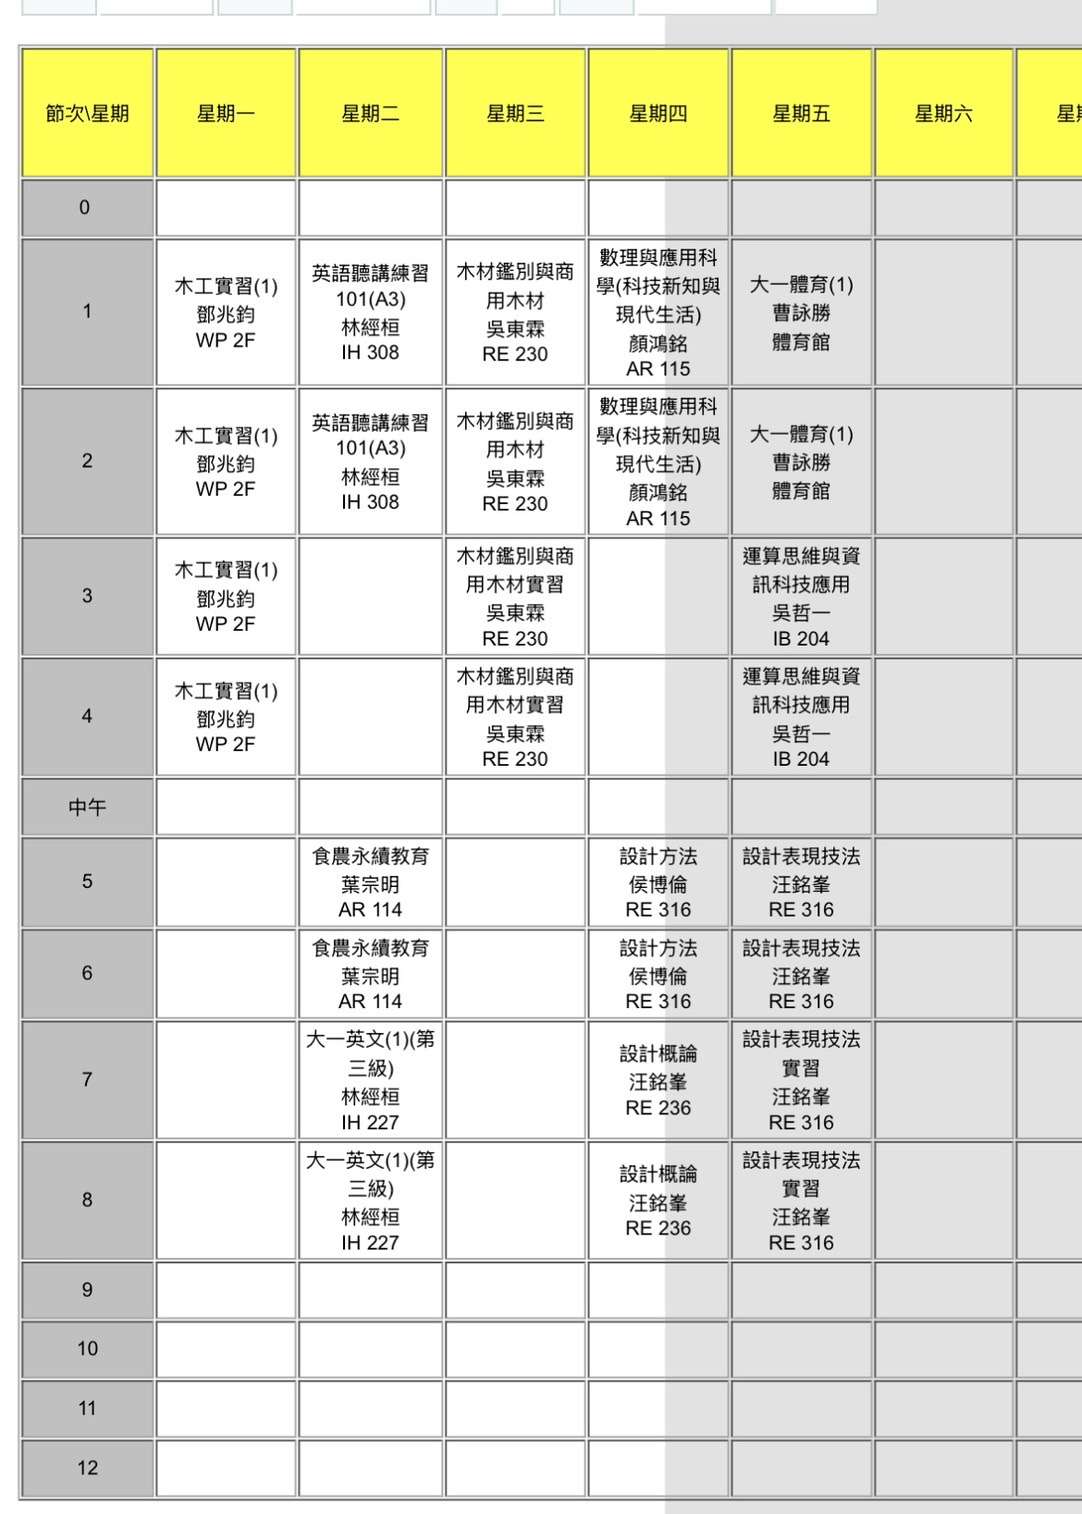 節次\星期 星期一 星期二 星期三 星期四 星期五 星期六
0
1
木工實習(1)
鄧兆鈞
WP 2F
英語聽講練習
101(A3)
林經桓
IH 308
木材鑑別與商
用木材
吳東霖
RE 230
數理與應用科
學(科技新知與
現代生活)
顏鴻銘
AR 115
大一體育(1)
曹詠勝
體育館
2
木工實習(1)
鄧兆鈞
WP 2F
英語聽講練習
101(A3)
林經桓
IH 308
木材鑑別與商
用木材
吳東霖
RE 230
數理與應用科
學(科技新知與
現代生活)
顏鴻銘
AR 115
大一體育(1)
曹詠勝
體育館
3
木工實習(1)
鄧兆鈞
WP 2F
木材鑑別與商
用木材實習
吳東霖
RE 230
運算思維與資
訊科技應用
吳哲一
IB 204
4
木工實習(1)
鄧兆鈞
WP 2F
木材鑑別與商
用木材實習
吳東霖
RE 230
運算思維與資
訊科技應用
吳哲一
IB 204
中午
5
食農永續教育
葉宗明
AR 114
設計方法
侯博倫
RE 316
設計表現技法
汪銘峯
RE 316
6
食農永續教育
葉宗明
AR 114
設計方法
侯博倫
RE 316
設計表現技法
汪銘峯
RE 316
7
大一英文(1)(第
三級)
林經桓
IH 227
設計概論
汪銘峯
RE 236
設計表現技法
實習
汪銘峯
RE 316
8
大一英文(1)(第
三級)
林經桓
IH 227
設計概論
汪銘峯
RE 236
設計表現技法
實習
汪銘峯
RE 316
9
10
11
12